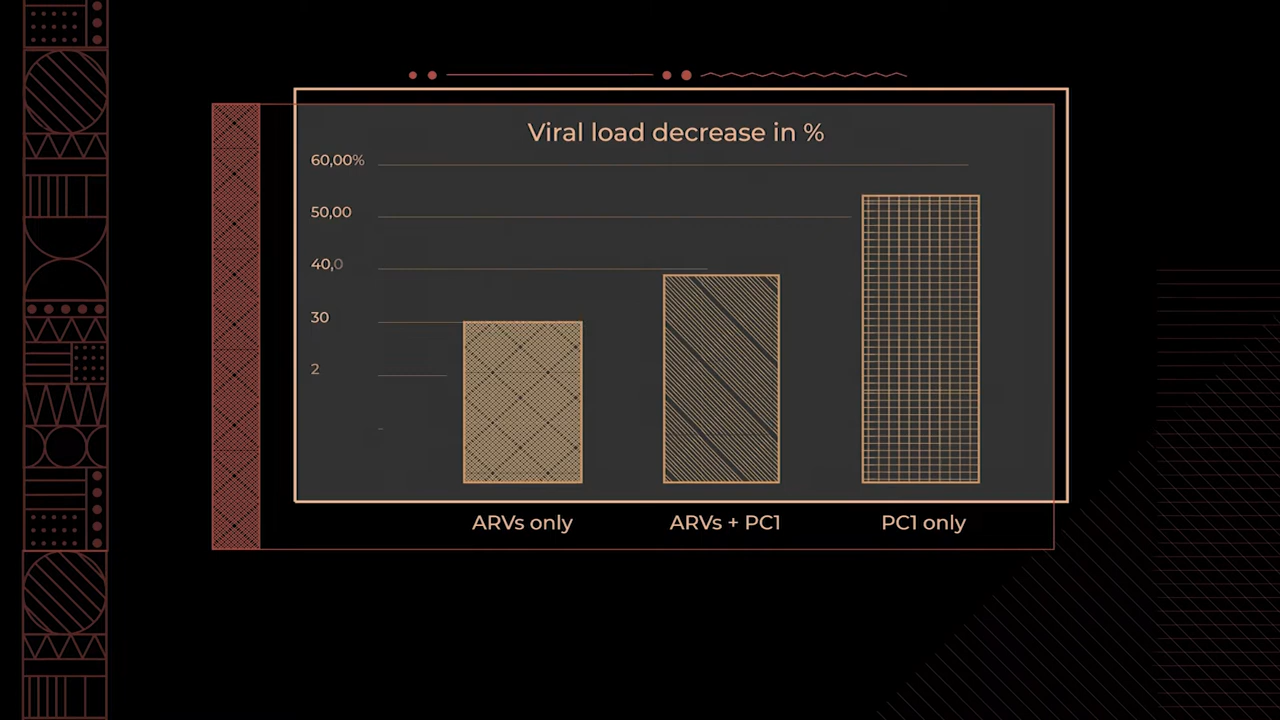 Viral load decrease in %
60,00%
50,00
40,0
30
2
ARVs only
ARVs + PC1
PC1 only